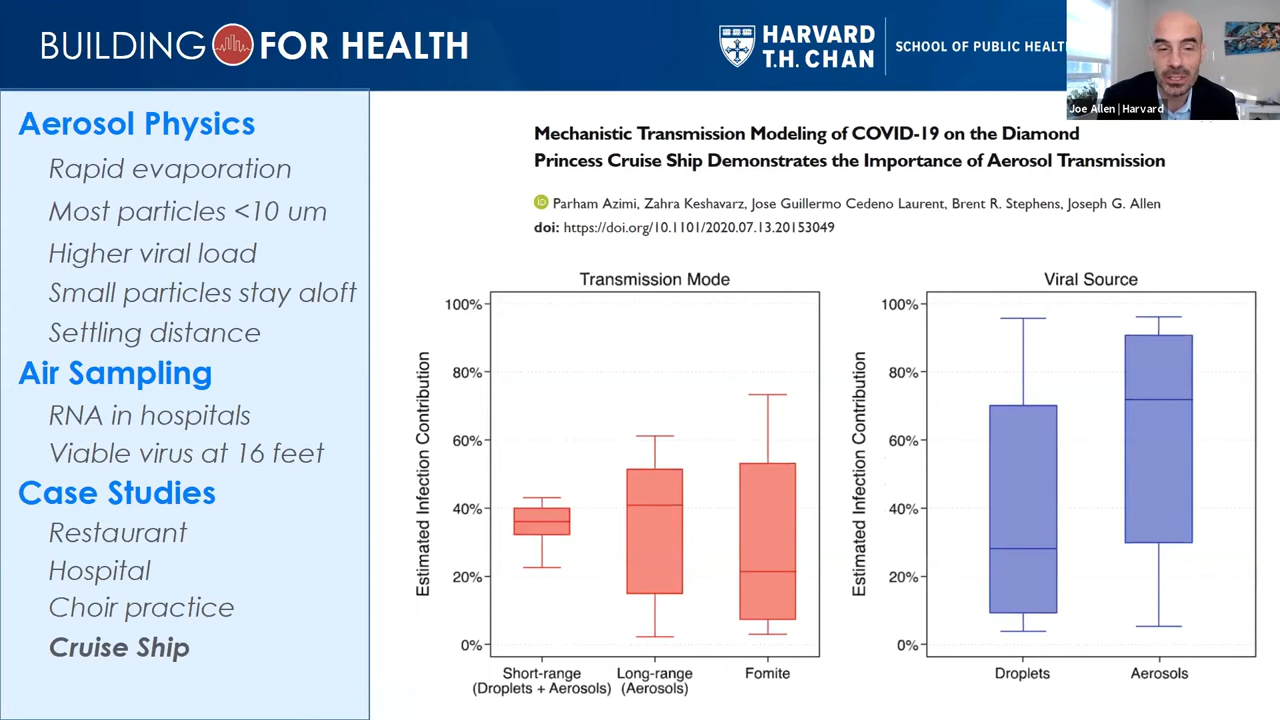 BUILDING FOR HEALTH
HARVARD
T.H. CHAN
SCHOOL OF PUBLIC HEALT
Joe Allen | Harvard
Aerosol Physics
Rapid evaporation
Most particles <10 um
Higher viral load
Small particles stay aloft
Settling distance
Air Sampling
RNA in hospitals
Viable virus at 16 feet
Case Studies
Restaurant
Hospital
Choir practice
Cruise Ship
Mechanistic Transmission Modeling of COVID-19 on the Diamond
Princess Cruise Ship Demonstrates the Importance of Aerosol Transmission
iD Parham Azimi, Zahra Keshavarz, Jose Guillermo Cedeno Laurent, Brent R. Stephens, Joseph G. Allen
doi: https://doi.org/10.1101/2020.07.13.20153049
Transmission Mode
Estimated Infection Contribution
100%
80%
60%
40%
20%
0%
Short-range
(Droplets + Aerosols)
Long-range
(Aerosols)
Fomite
Viral Source
Estimated Infection Contribution
100%
80%
60%
40%
20%
0%
Droplets
Aerosols